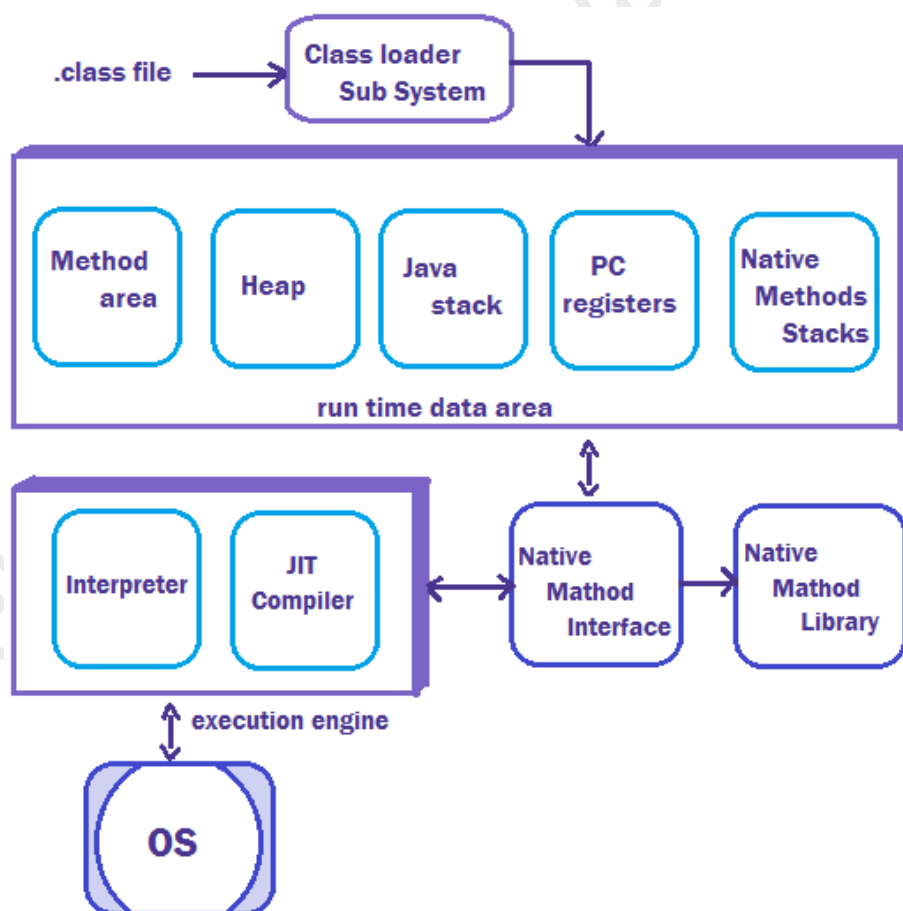 .class file
Class loader
Sub System
Method
area
Heap
Java
stack
PC
registers
Native
Methods
Stacks
run time data area
Interpreter
JIT
Compiler
Native
Mathod
Interface
Native
Mathod
Library
execution engine
OS